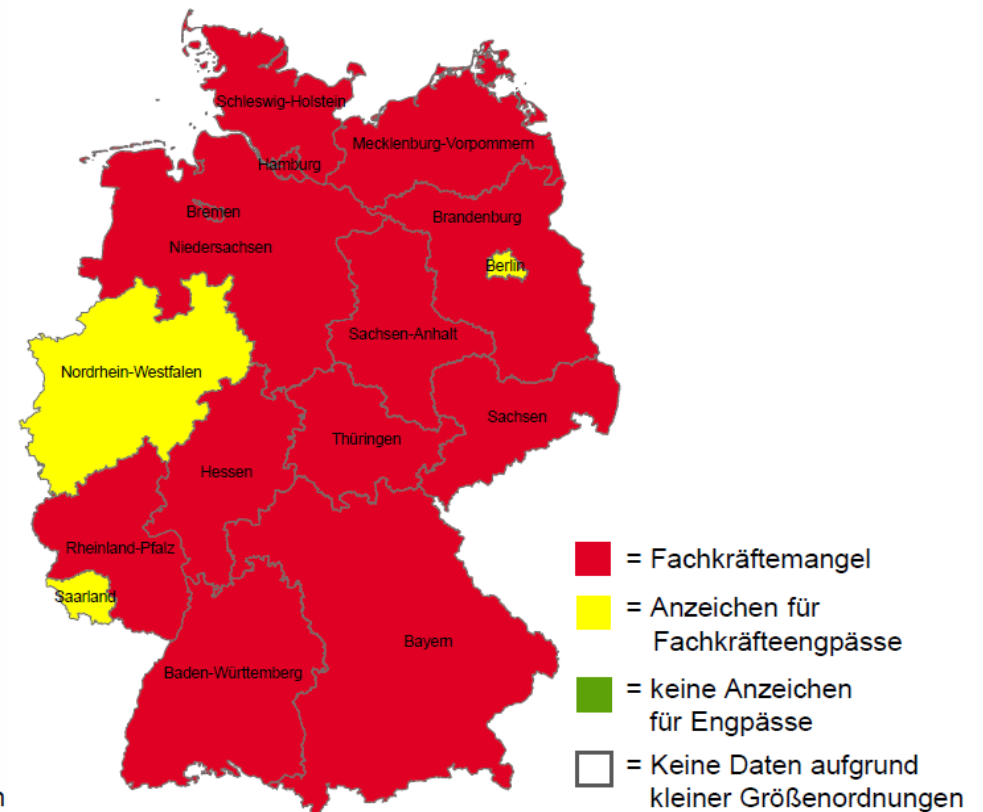 Schleswig-Holstein
Mecklenburg-Vorpommern
Hamburg
Bremen
Brandenburg
Niedersachsen
Berlin
Sachsen-Anhalt
Nordrhein-Westfalen
Sachsen
Thüringen
Hessen
Rheinland-Pfalz
Saarland
Bayern
Baden-Württemberg
= Fachkräftemangel
= Anzeichen für
Fachkräfteengpässe
= keine Anzeichen
für Engpässe
= Keine Daten aufgrund
kleiner Größenordnungen